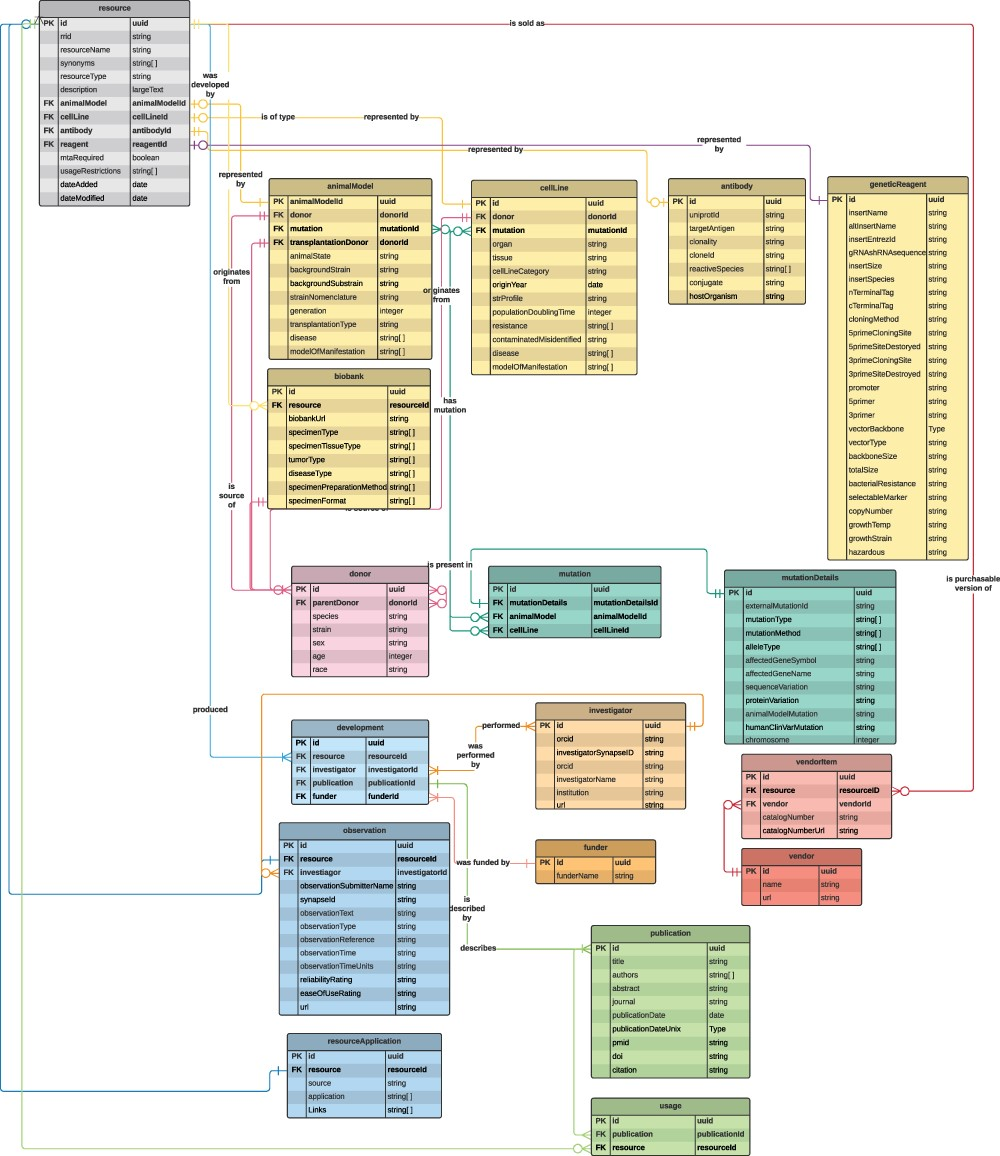 resource
PK id uuid
rrid string
resourceName string
synonyms string[ ]
resourceType string
description largeText
FK animalModel animalModelId
FK cellLine cellLineId
FK antibody antibodyId
FK reagent reagentId
mtaRequired boolean
usageRestrictions string[ ]
dateAdded date
dateModified date
is sold as
was
developed
by
is of type
represented by
represented by
represented
by
represented
by
animalModel
PK animalModelId uuid
FK donor donorId
FK mutation mutationId
FK transplantationDonor donorId
animalState string
backgroundStrain string
backgroundSubstrain string
strainNomenclature string
generation integer
transplantationType string
disease string[ ]
modelOfManifestation string[ ]
cellLine
PK id uuid
FK donor donorId
FK mutation mutationId
organ string
tissue string
cellLineCategory string
originYear date
strProfile string
populationDoublingTime integer
resistance string[ ]
contaminatedMisidentified string
disease string[ ]
modelOfManifestation string[ ]
antibody
PK id uuid
uniprotId string
targetAntigen string
clonality string
cloneId string
reactiveSpecies string[ ]
conjugate string
hostOrganism string
geneticReagent
PK id uuid
insertName string
altInsertName string
insertEntrezId string
gRNAshRNAsequence string
insertSize string
insertSpecies string
nTerminalTag string
cTerminalTag string
cloningMethod string
5primeCloningSite string
5primeSiteDestoryed string
3primeCloningSite string
3primeSiteDestroyed string
promoter string
5primer string
3primer string
vectorBackbone Type
vectorType string
backboneSize string
totalSize string
bacterialResistance string
selectableMarker string
copyNumber string
growthTemp string
growthStrain string
hazardous string
originates
from
from
has
mutation
biobank
PK id uuid
FK resource resourceId
biobankUrl string
specimenType string[ ]
specimenTissueType string[ ]
tumorType string[ ]
diseaseType string[ ]
specimenPreparationMethod string[ ]
specimenFormat string[ ]
is
source
of
is present in
is purchasable
version of
donor
PK id uuid
FK parentDonor donorId
species string
strain string
sex string
age integer
race string
mutation
PK id uuid
FK mutationDetails mutationDetailsId
FK animalModel animalModelId
FK cellLine cellLineId
mutationDetails
PK id uuid
externalMutationId string
mutationType string[ ]
mutationMethod string[ ]
alleleType string[ ]
affectedGeneSymbol string
affectedGeneName string
sequenceVariation string
proteinVariation string
animalModelMutation string
humanClinVarMutation string
chromosome integer
produced
development
PK id uuid
FK resource resourceId
FK investigator investigatorId
FK publication publicationId
FK funder funderId
performed
was
performed
by
investigator
PK id uuid
orcid string
investigatorSynapseID string
orcid string
investigatorName string
institution string
url string
vendorItem
PK id uuid
FK resource resourceID
FK vendor vendorId
catalogNumber string
catalogNumberUrl string
observation
PK id uuid
FK resource resourceId
FK investiagor investigatorId
observationSubmitterName string
synapseId string
observationText string
observationType string
observationReference string
observationTime string
observationTimeUnits string
reliabilityRating string
easeOfUseRating string
url string
was funded by
funder
PK id uuid
funderName string
vendor
PK id uuid
name string
url string
is
described
by
describes
publication
PK id uuid
title string
authors string[ ]
abstract string
journal string
publicationDate date
publicationDateUnix Type
pmid string
doi string
citation string
resourceApplication
PK id uuid
FK resource resourceId
source string
application string[ ]
Links string[ ]
usage
PK id uuid
FK publication publicationId
FK resource resourceId